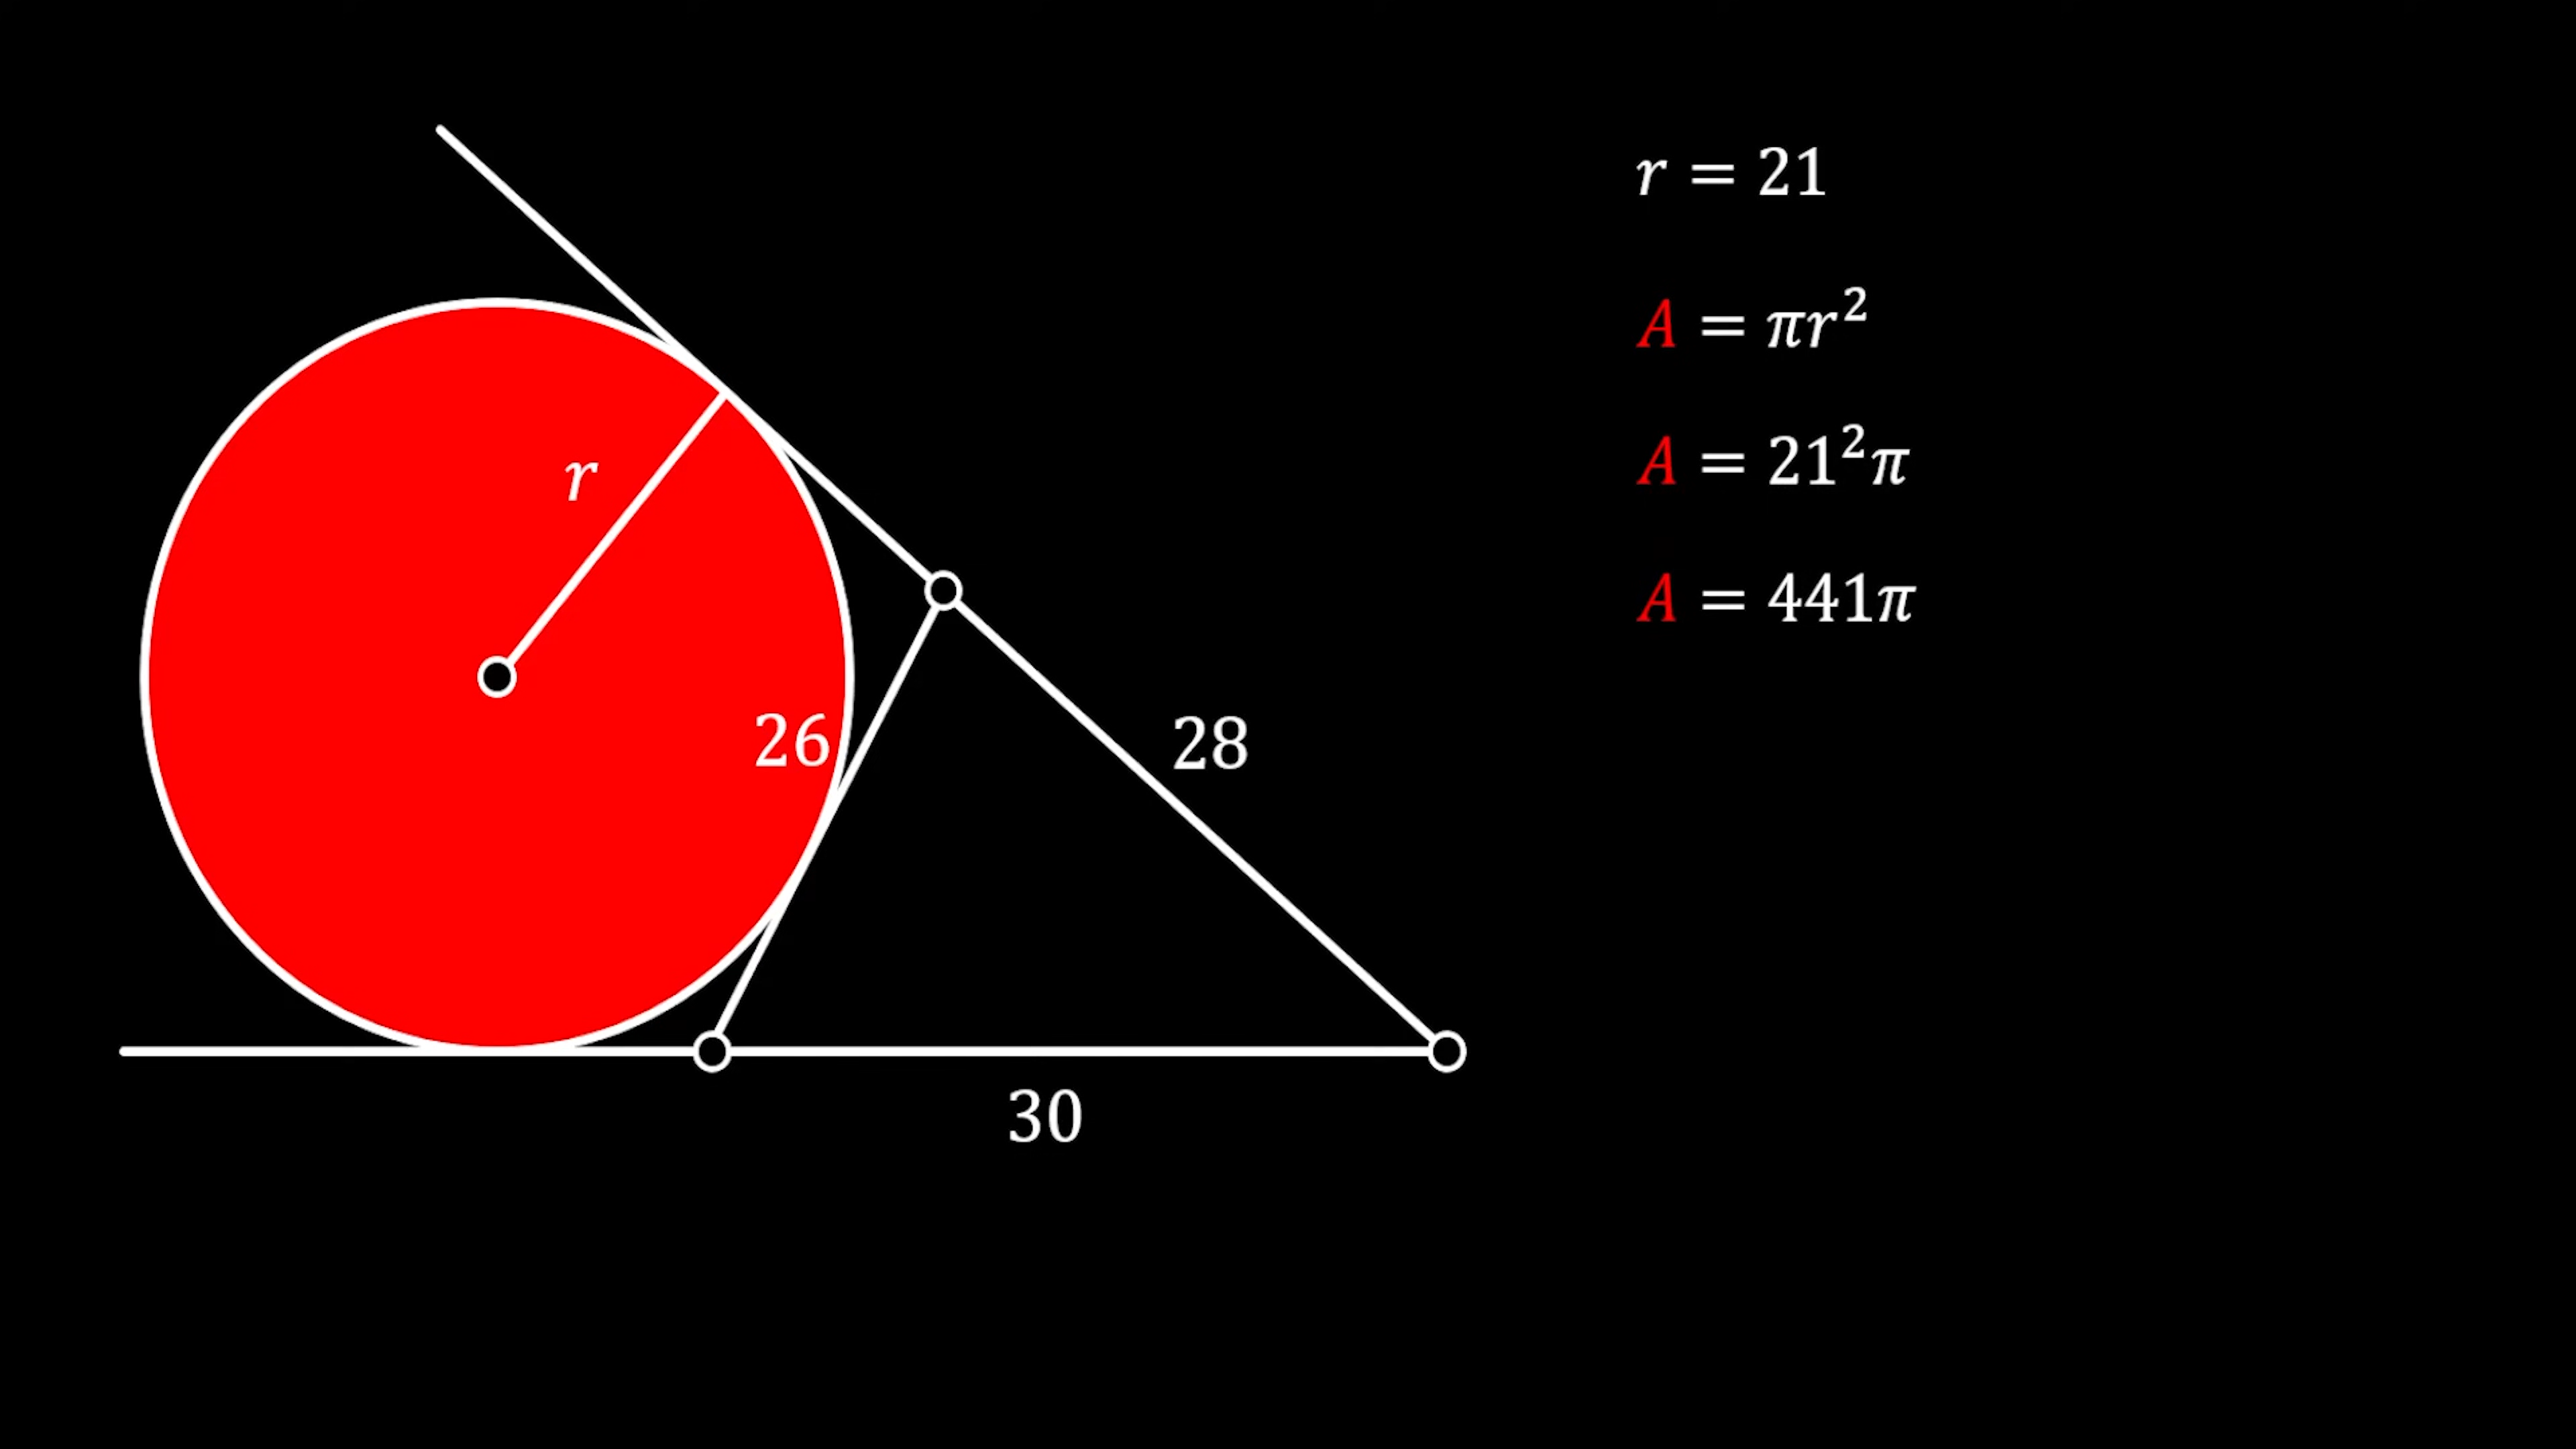 r = 21
A = πr²
A = 21²π
A = 441π
r
26
28
30